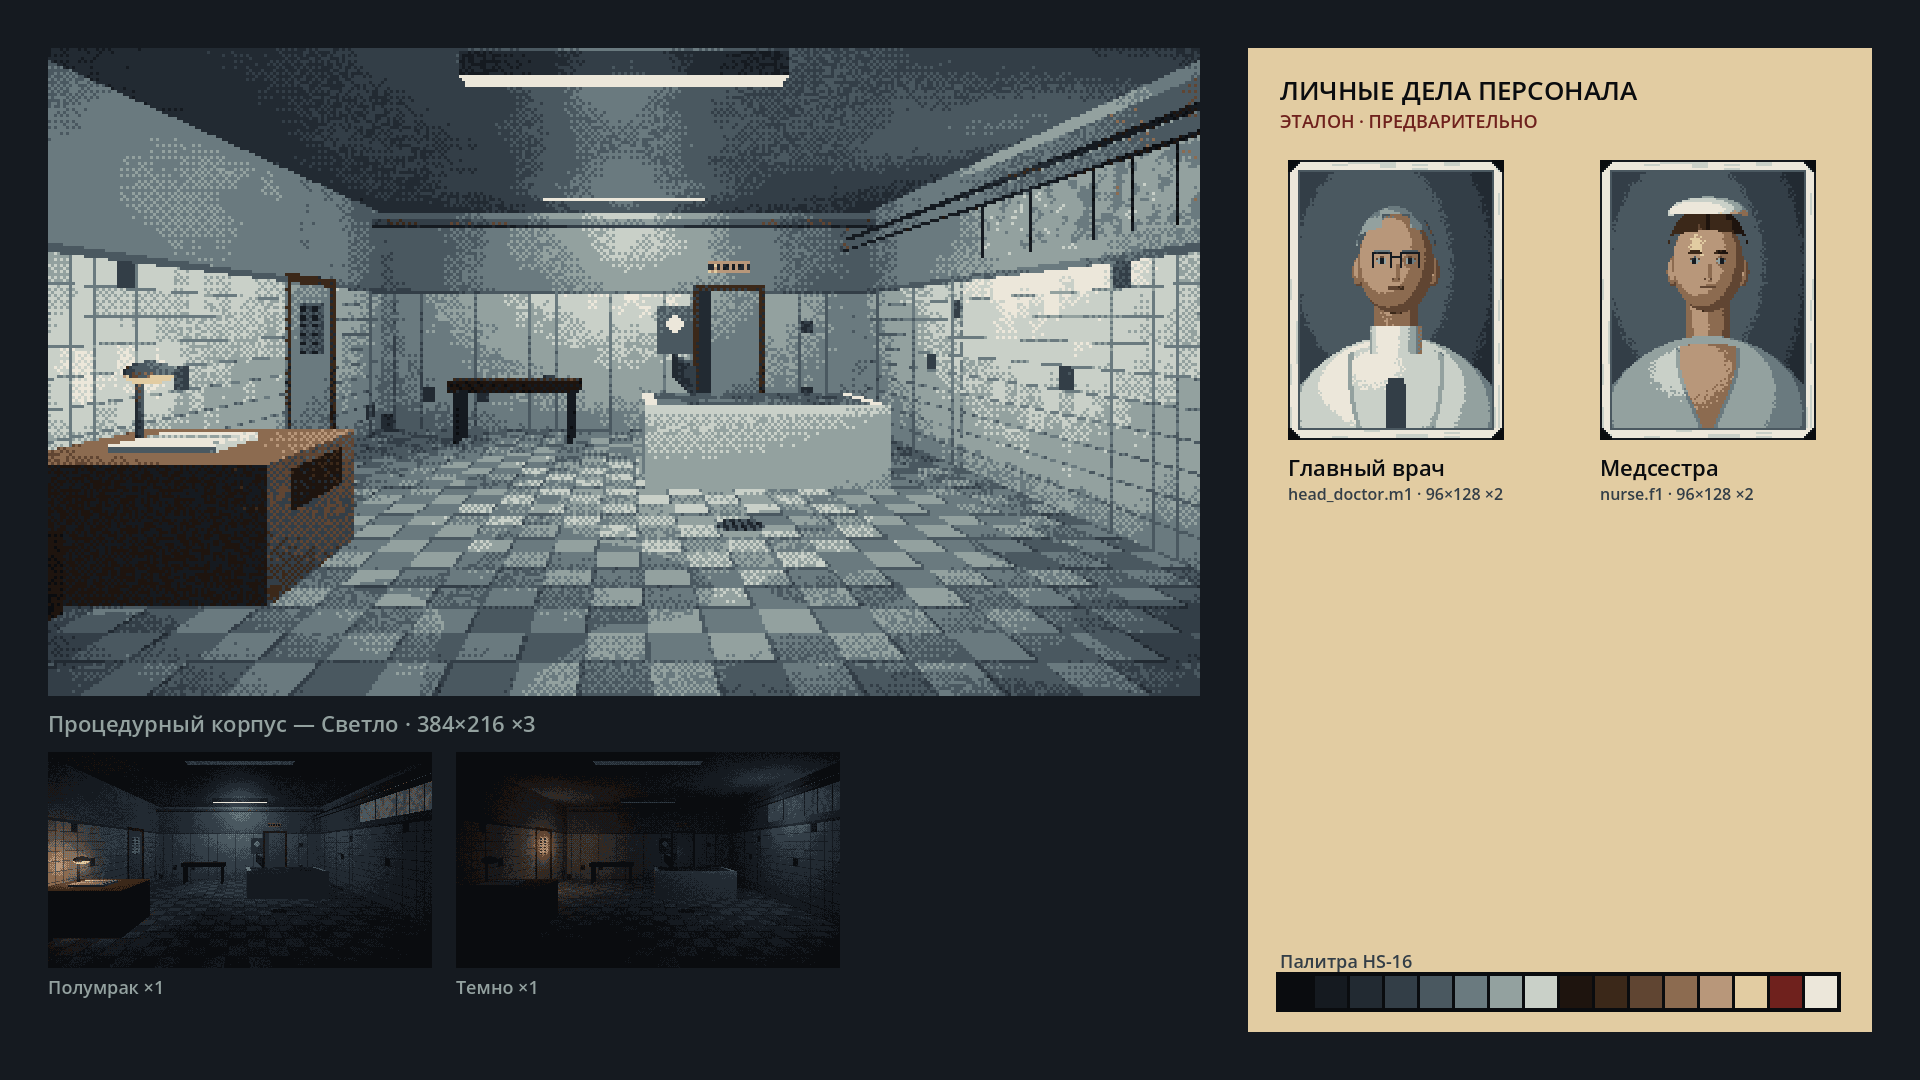 ЛИЧНЫЕ ДЕЛА ПЕРСОНАЛА
ЭТАЛОН · ПРЕДВАРИТЕЛЬНО
Главный врач
head_doctor.m1 · 96×128 ×2
Медсестра
nurse.f1 · 96×128 ×2
Процедурный корпус — Светло · 384×216 ×3
Полумрак ×1
Темно ×1
Палитра HS-16